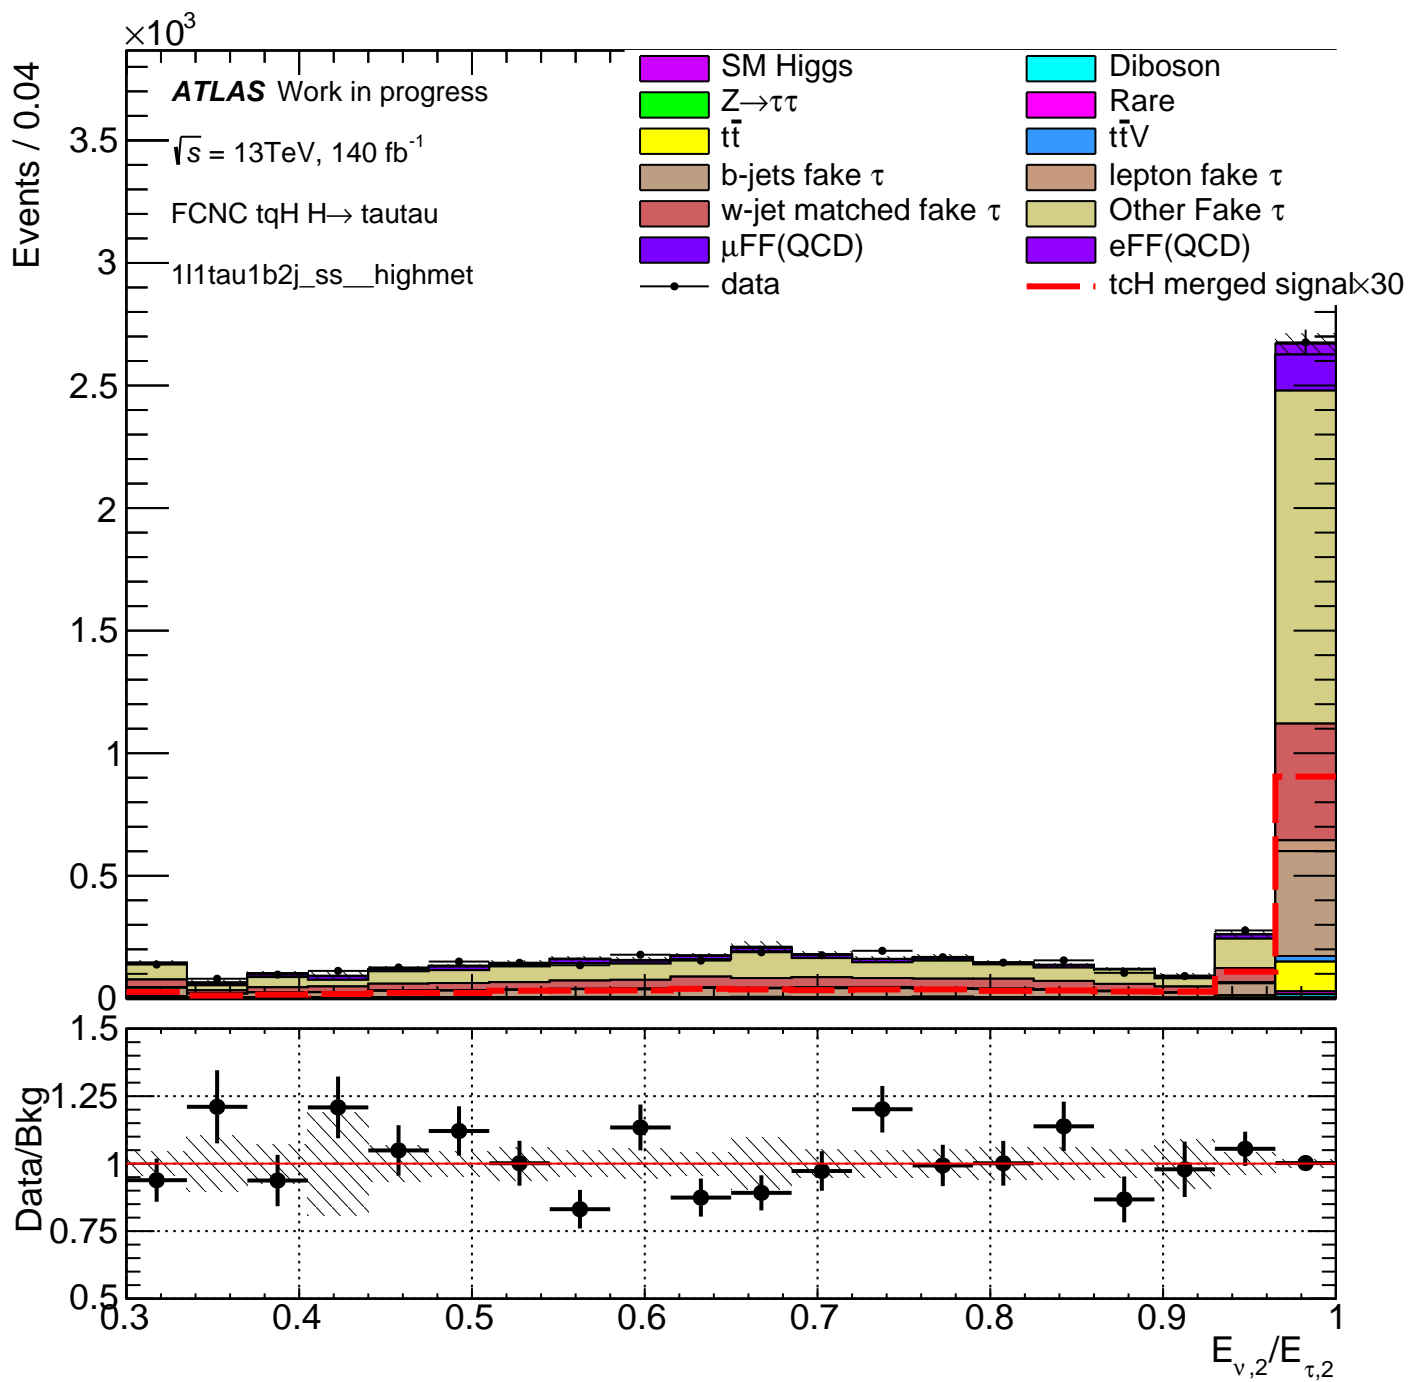 ×10³
Events / 0.04
ATLAS Work in progress
√s = 13TeV, 140 fb⁻¹
FCNC tqH H→ tautau
1l1tau1b2j_ss__highmet
SM Higgs
Diboson
Z→ττ
Rare
tt̄
tt̄V
b-jets fake τ
lepton fake τ
w-jet matched fake τ
Other Fake τ
μFF(QCD)
eFF(QCD)
data
tcH merged signal×30
3.5
3
2.5
2
1.5
1
0.5
0
Data/Bkg
1.5
1.25
1
0.75
0.5
0.3 0.4 0.5 0.6 0.7 0.8 0.9 1
E_ν,2/E_τ,2